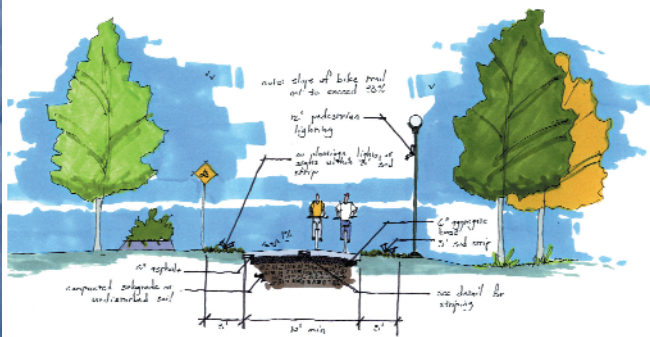 note: slope of bike trail
not to exceed
12' pedestrian
lighting
no plantings, lighting or
signs within 3' sod
strip
6" aggregate
base
3' sod strip
asphalt
compacted subgrade or
undisturbed soil
see detail for
striping
3'
10' min
3'